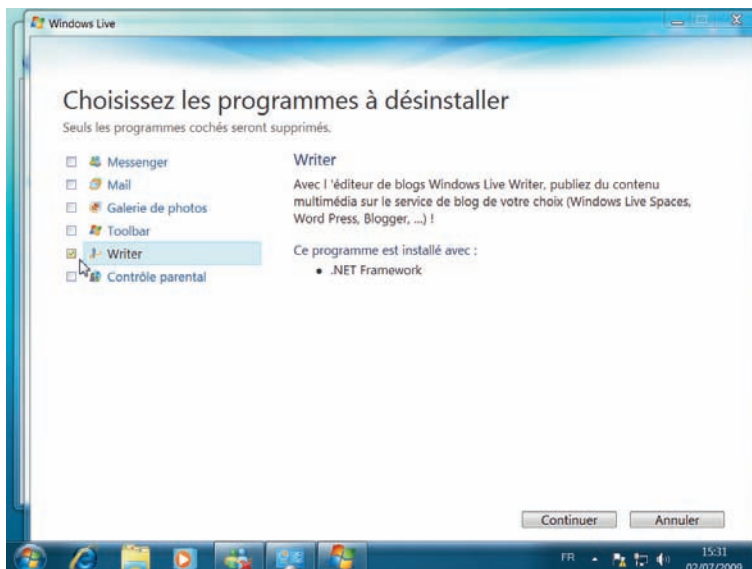 Windows Live
Choisissez les programmes à désinstaller
Seuls les programmes cochés seront supprimés.
Messenger
Mail
Galerie de photos
Toolbar
Writer
Contrôle parental
Writer
Avec l 'éditeur de blogs Windows Live Writer, publiez du contenu
multimédia sur le service de blog de votre choix (Windows Live Spaces,
Word Press, Blogger, ...) !
Ce programme est installé avec :
• .NET Framework
Continuer
Annuler
FR
15:31
02/07/2009